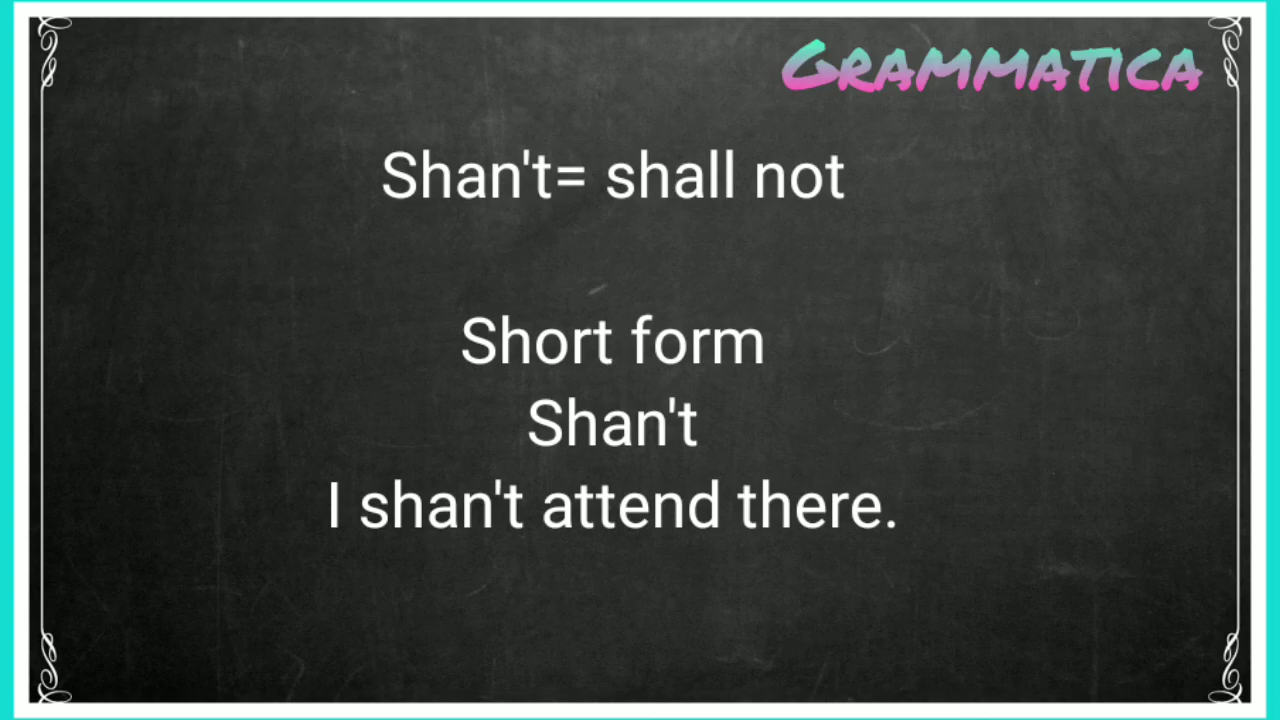 GRAMMATICA
Shan't= shall not
Short form
Shan't
I shan't attend there.